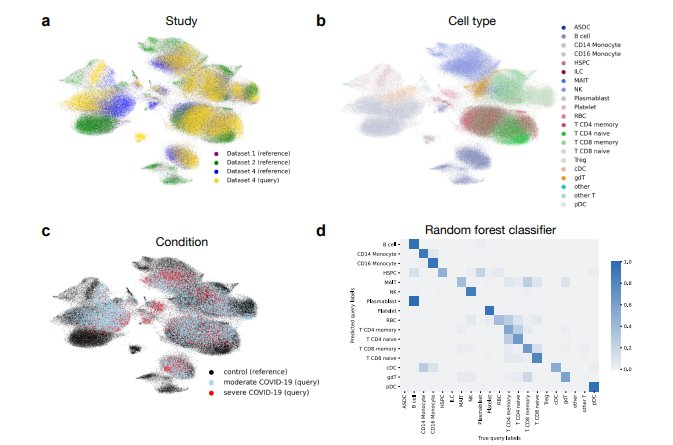 a
Study
Dataset 1 (reference)
Dataset 2 (reference)
Dataset 4 (reference)
Dataset 4 (query)
b
Cell type
ASDC
B cell
CD14 Monocyte
CD16 Monocyte
HSPC
ILC
MAIT
NK
Plasmablast
Platelet
RBC
T CD4 memory
T CD4 naive
T CD8 memory
T CD8 naive
Treg
cDC
gdT
other
other T
pDC
c
Condition
control (reference)
moderate COVID-19 (query)
severe COVID-19 (query)
d
Random forest classifier
Predicted query labels
B cell
CD14 Monocyte
CD16 Monocyte
HSPC
MAIT
NK
Plasmablast
Platelet
RBC
T CD4 memory
T CD4 naive
T CD8 memory
T CD8 naive
cDC
gdT
pDC
ASDC
B cell
CD14 Monocyte
CD16 Monocyte
HSPC
ILC
MAIT
NK
Plasmablast
Platelet
RBC
T CD4 memory
T CD4 naive
T CD8 memory
T CD8 naive
Treg
cDC
gdT
other
other T
pDC
True query labels
1.0
0.8
0.6
0.4
0.2
0.0